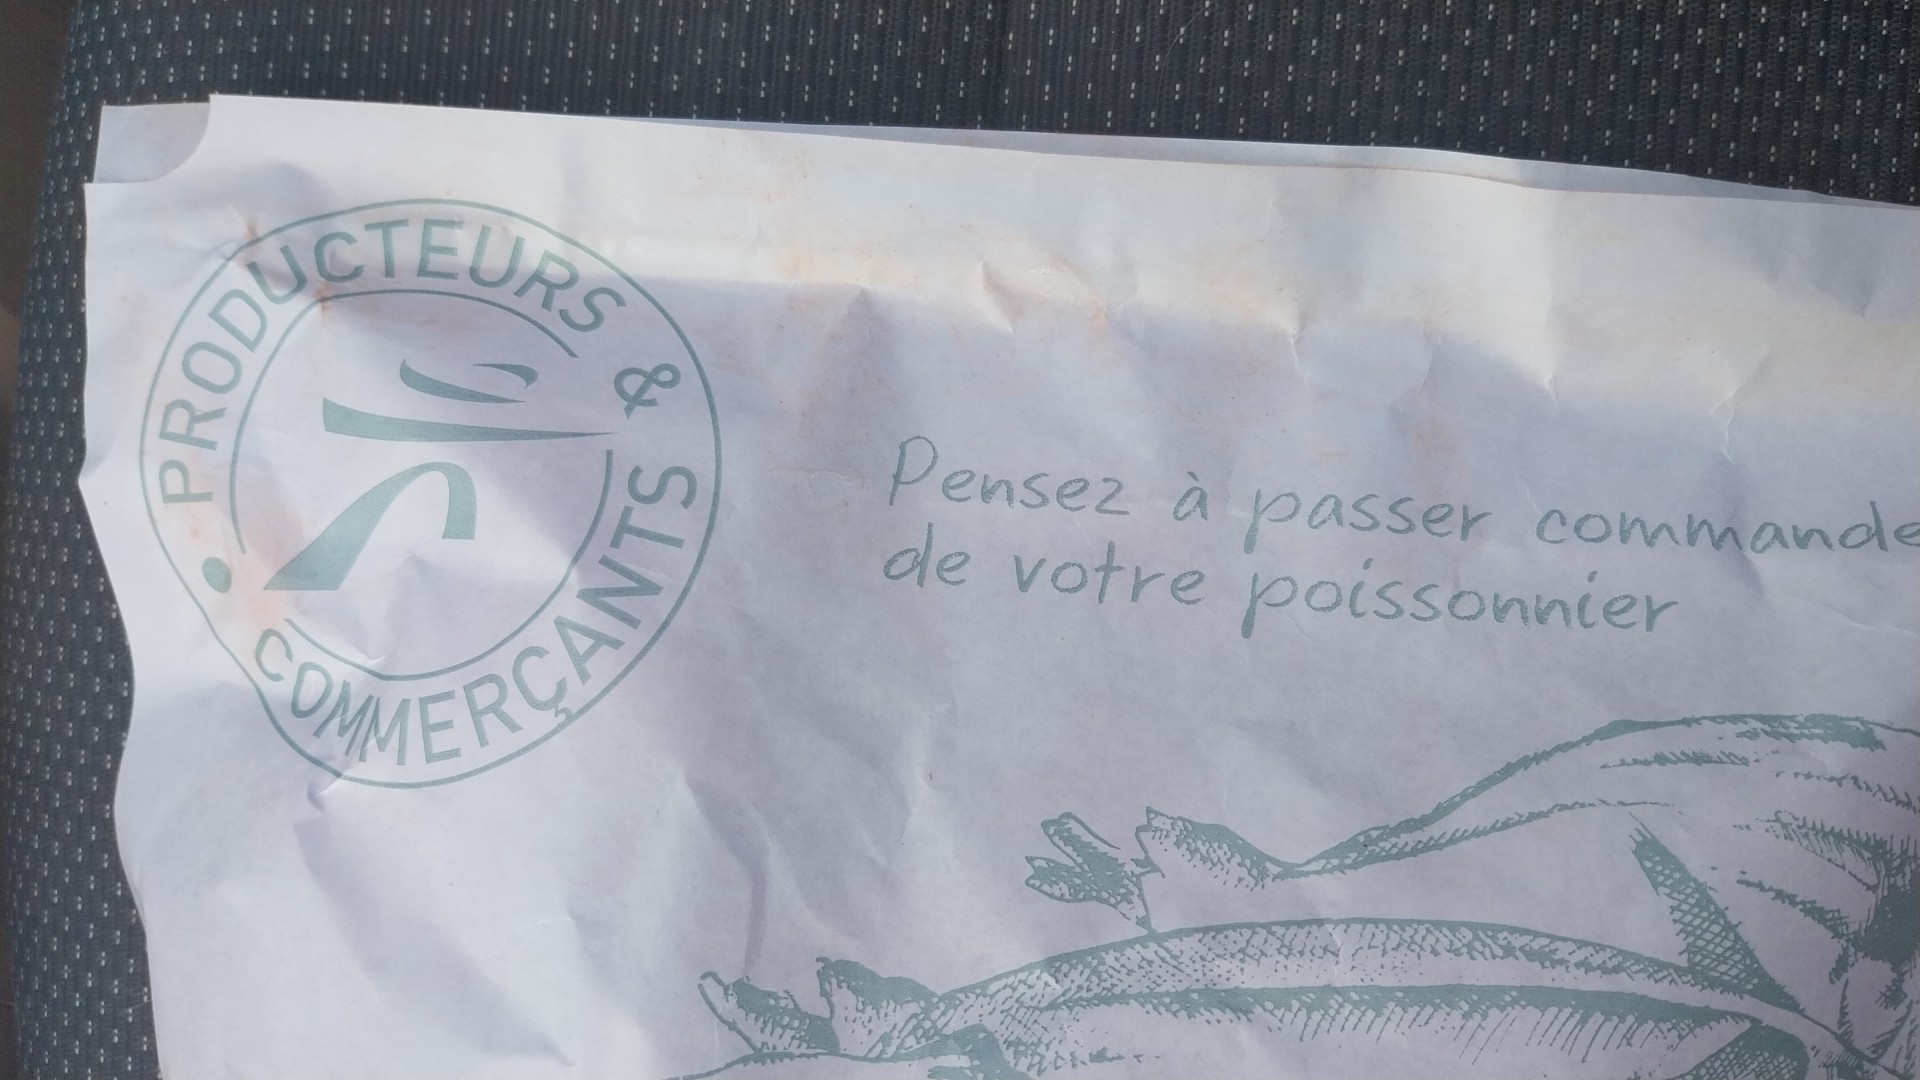 PRODUCTEURS & COMMERÇANTS
Pensez à passer commande
de votre poissonnier